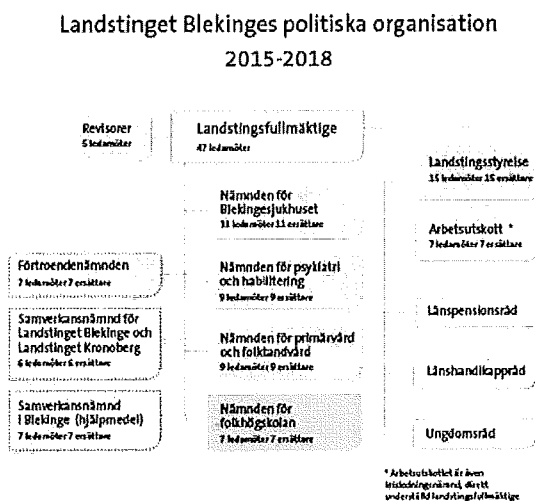 Landstinget Blekinges politiska organisation
2015-2018
Revisorer
5 ledamöter
Landstingsfullmäktige
47 ledamöter
Landstingsstyrelse
15 ledamöter 15 ersättare
Nämnden för
Blekingesjukhuset
11 ledamöter 11 ersättare
Arbetsutskott *
7 ledamöter 7 ersättare
Förtroendenämnden
7 ledamöter 7 ersättare
Nämnden för psykiatri
och habilitering
9 ledamöter 9 ersättare
Länspensionsråd
Samverkansnämnd för
Landstinget Blekinge och
Landstinget Kronoberg
6 ledamöter 6 ersättare
Nämnden för primärvård
och folktandvård
9 ledamöter 9 ersättare
Länshandikappråd
Samverkansnämnd
i Blekinge (hjälpmedel)
7 ledamöter 7 ersättare
Nämnden för
folkhögskolan
7 ledamöter 7 ersättare
Ungdomsråd
* Arbetsutskottet är även
krisledningsnämnd, direkt
underställd landstingsfullmäktige